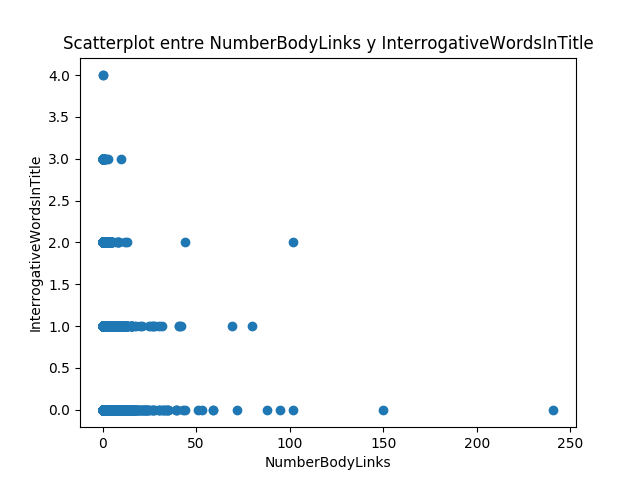 Scatterplot entre NumberBodyLinks y InterrogativeWordsInTitle
4.0
3.5
3.0
2.5
2.0
1.5
1.0
0.5
0.0
InterrogativeWordsInTitle
0 50 100 150 200 250
NumberBodyLinks